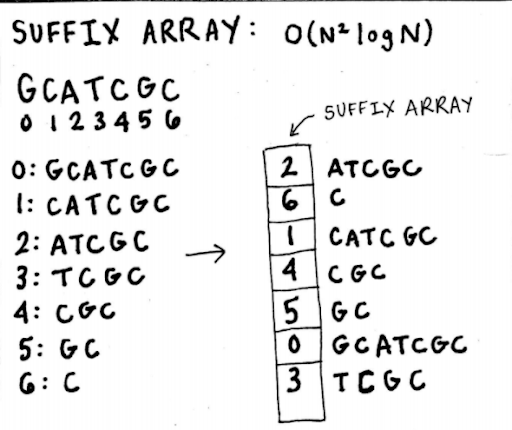 SUFFIX ARRAY: O(N² log N)
GCATCGC
0 1 2 3 4 5 6
0: GCATCGC
1: CATCGC
2: ATCGC
3: TCGC
4: CGC
5: GC
6: C
SUFFIX ARRAY
2 ATCGC
6 C
1 CATCGC
4 CGC
5 GC
0 GCATCGC
3 TCGC